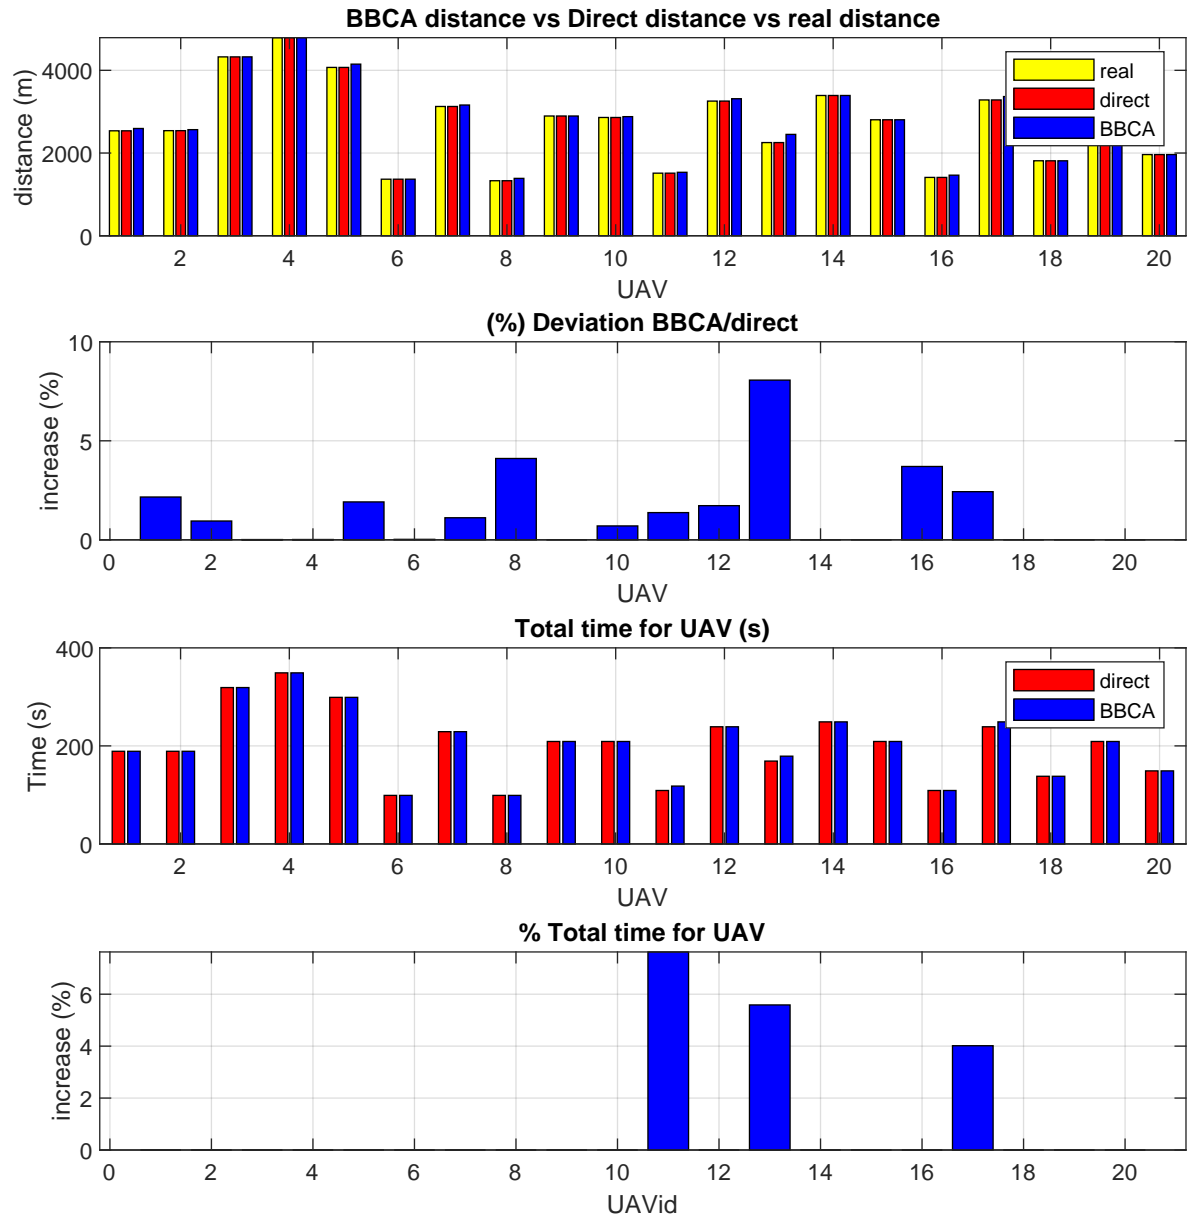 BBCA distance vs Direct distance vs real distance
distance (m)
4000
2000
0
real
direct
BBCA
2 4 6 8 10 12 14 16 18 20
UAV
(%) Deviation BBCA/direct
increase (%)
10
5
0
0 2 4 6 8 10 12 14 16 18 20
UAV
Total time for UAV (s)
Time (s)
400
200
0
direct
BBCA
2 4 6 8 10 12 14 16 18 20
UAV
% Total time for UAV
increase (%)
6
4
2
0
0 2 4 6 8 10 12 14 16 18 20
UAVid